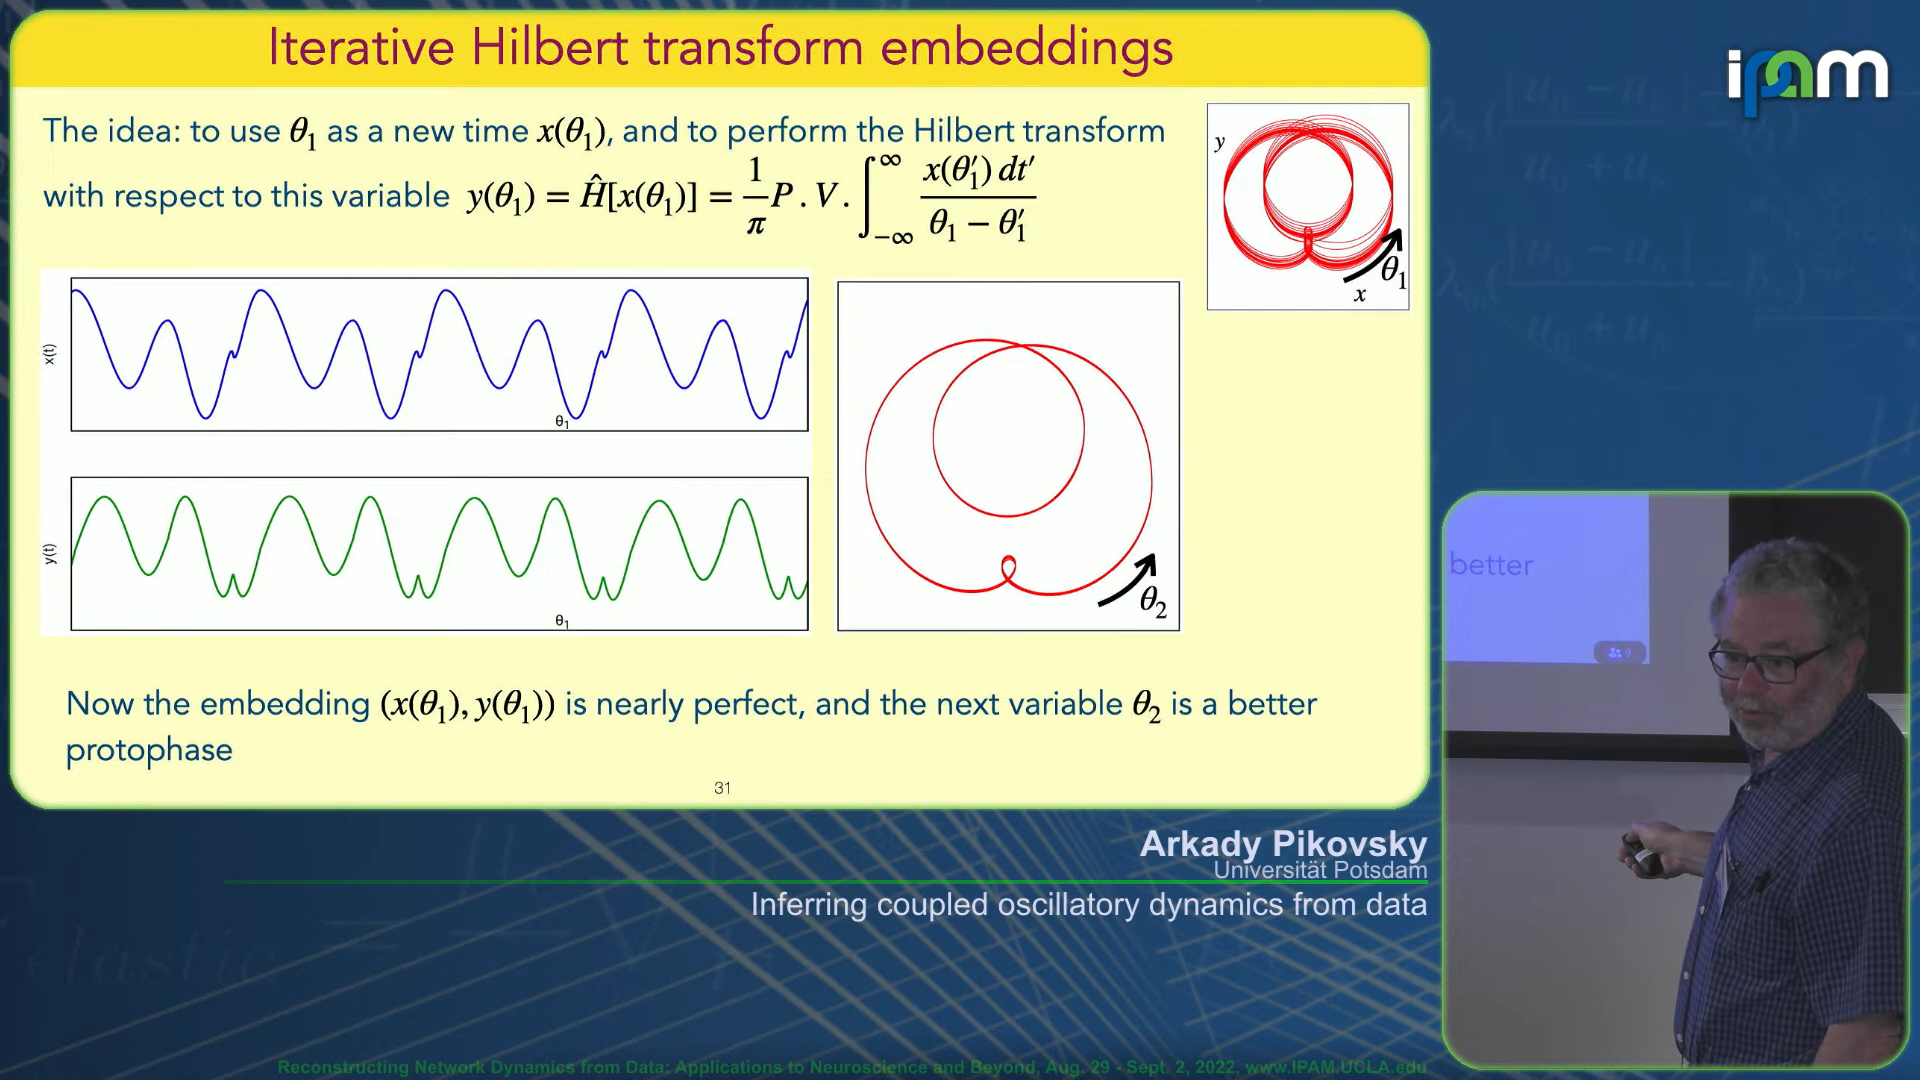 Iterative Hilbert transform embeddings
ipam
The idea: to use θ₁ as a new time x(θ₁), and to perform the Hilbert transform
with respect to this variable y(θ₁) = Ĥ[x(θ₁)] = 1/π P.V. ∫_{-∞}^{∞} x(θ₁′) dt′ / (θ₁ − θ₁′)
y
θ₁
x
x(t)
θ₁
y(t)
θ₁
θ₂
better
9
Now the embedding (x(θ₁), y(θ₁)) is nearly perfect, and the next variable θ₂ is a better
protophase
31
Arkady Pikovsky
Universität Potsdam
Inferring coupled oscillatory dynamics from data
elastic
Reconstructing Network Dynamics from Data: Applications to Neuroscience and Beyond, Aug. 29 - Sept. 2, 2022, www.IPAM.UCLA.edu